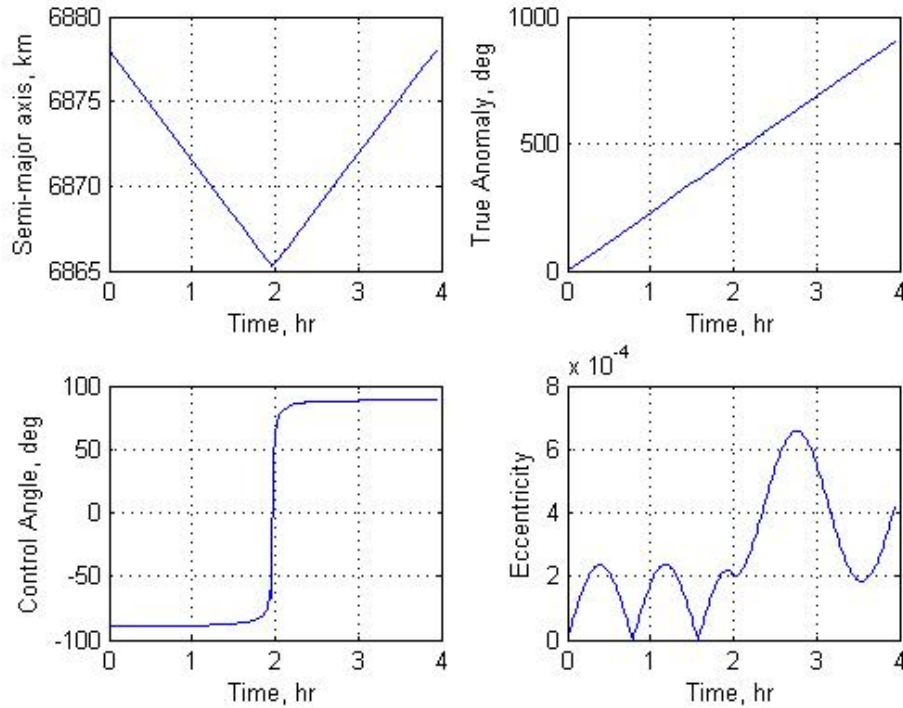 6880
6875
6870
6865
Semi-major axis, km
0 1 2 3 4
Time, hr
1000
500
0
True Anomaly, deg
0 1 2 3 4
Time, hr
100
50
0
-50
-100
Control Angle, deg
0 1 2 3 4
Time, hr
x 10^-4
8
6
4
2
0
Eccentricity
0 1 2 3 4
Time, hr